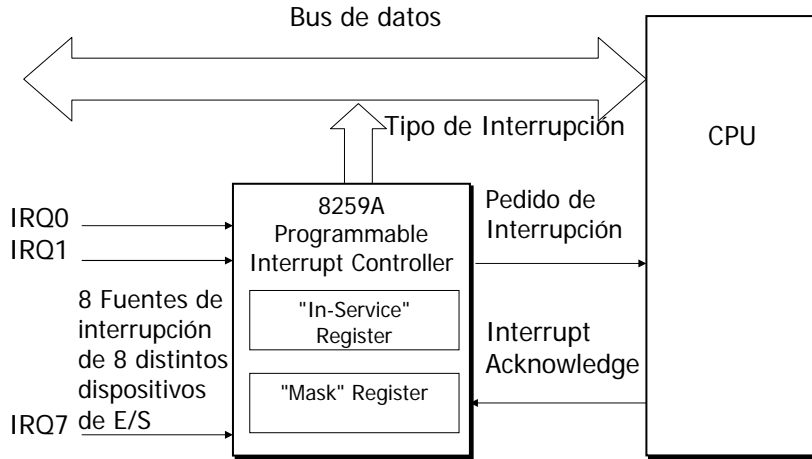 Bus de datos
Tipo de Interrupción
CPU
8259A
Programmable
Interrupt Controller
Pedido de
Interrupción
IRQ0
IRQ1
8 Fuentes de
interrupción
de 8 distintos
dispositivos
de E/S
IRQ7
"In-Service"
Register
"Mask" Register
Interrupt
Acknowledge